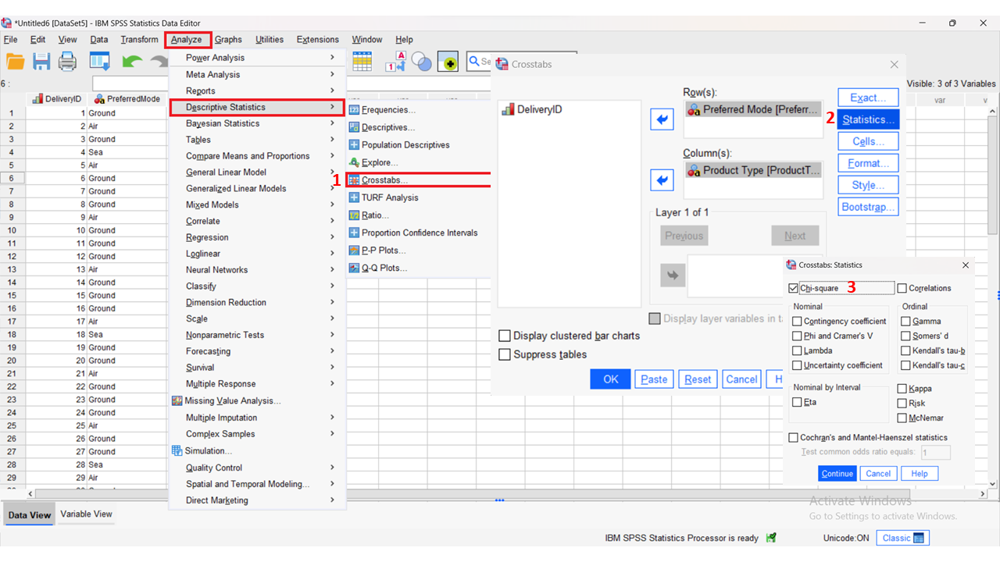 *Untitled6 [DataSet5] - IBM SPSS Statistics Data Editor
File Edit View Data Transform Analyze Graphs Utilities Extensions Window Help
A
1
Se
6 :
Visible: 3 of 3 Variables
DeliveryID PreferredMode var
1 1 Ground
2 2 Air
3 3 Ground
4 4 Sea
5 5 Air
6 6 Ground
7 7 Ground
8 8 Ground
9 9 Air
10 10 Ground
11 11 Ground
12 12 Ground
13 13 Air
14 14 Ground
15 15 Ground
16 16 Ground
17 17 Air
18 18 Sea
19 19 Ground
20 20 Ground
21 21 Air
22 22 Ground
23 23 Ground
24 24 Ground
25 25 Air
26 26 Ground
27 27 Ground
28 28 Sea
29 29 Air
Power Analysis
Meta Analysis
Reports
Descriptive Statistics
Bayesian Statistics
Tables
Compare Means and Proportions
General Linear Model
Generalized Linear Models
Mixed Models
Correlate
Regression
Loglinear
Neural Networks
Classify
Dimension Reduction
Scale
Nonparametric Tests
Forecasting
Survival
Multiple Response
Missing Value Analysis...
Multiple Imputation
Complex Samples
Simulation...
Quality Control
Spatial and Temporal Modeling...
Direct Marketing
Frequencies...
Descriptives...
Population Descriptives
Explore...
1 Crosstabs...
TURF Analysis
Ratio...
Proportion Confidence Intervals
P-P Plots...
Q-Q Plots...
Crosstabs
DeliveryID
Row(s):
Preferred Mode [Preferr...
Column(s):
Product Type [ProductT...
Layer 1 of 1
Previous Next
Display layer variables in ta
Display clustered bar charts
Suppress tables
OK Paste Reset Cancel H
Exact...
2 Statistics...
Cells...
Format...
Style...
Bootstrap...
Crosstabs: Statistics
Chi-square 3 Correlations
Nominal
Contingency coefficient
Phi and Cramer's V
Lambda
Uncertainty coefficient
Ordinal
Gamma
Somers' d
Kendall's tau-b
Kendall's tau-c
Nominal by Interval
Eta
Kappa
Risk
McNemar
Cochran's and Mantel-Haenszel statistics
Test common odds ratio equals: 1
Continue Cancel Help
Activate Windows
Go to Settings to activate Windows.
Data View Variable View
IBM SPSS Statistics Processor is ready Unicode:ON Classic